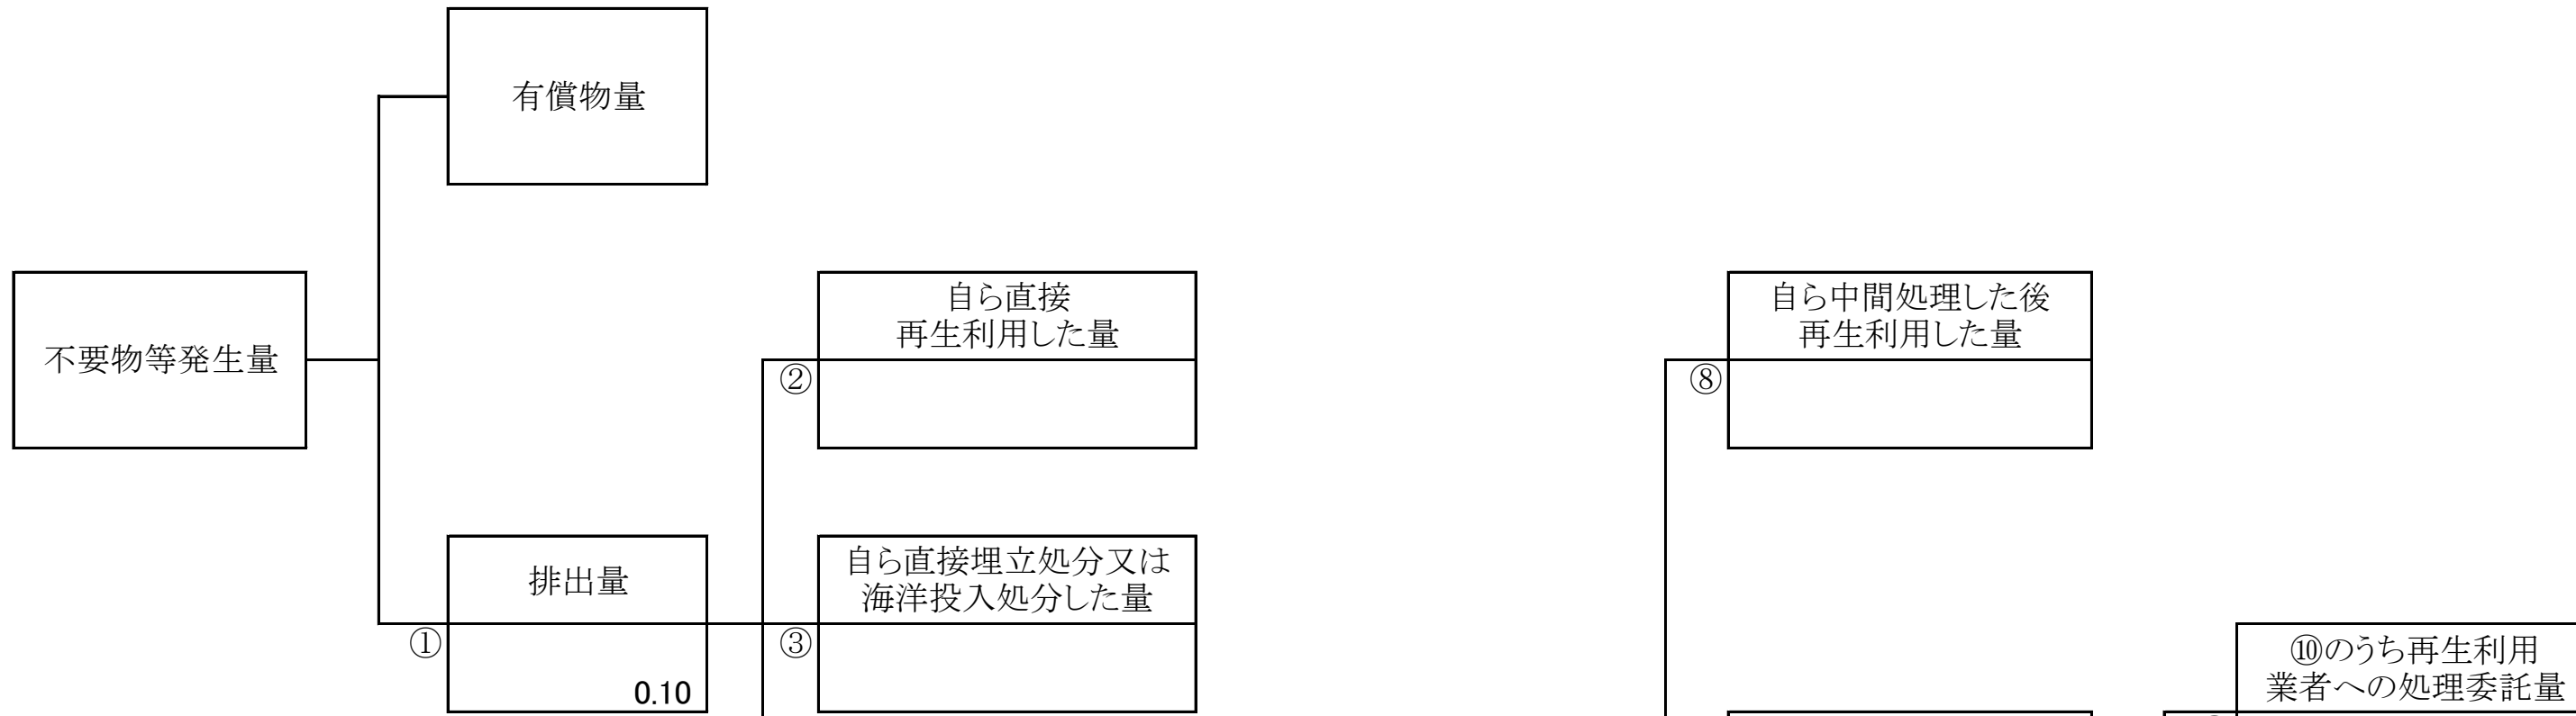 有償物量
不要物等発生量
自ら直接
再生利用した量
②
自ら中間処理した後
再生利用した量
⑧
排出量
①
0.10
自ら直接埋立処分又は
海洋投入処分した量
③
⑩のうち再生利用
業者への処理委託量